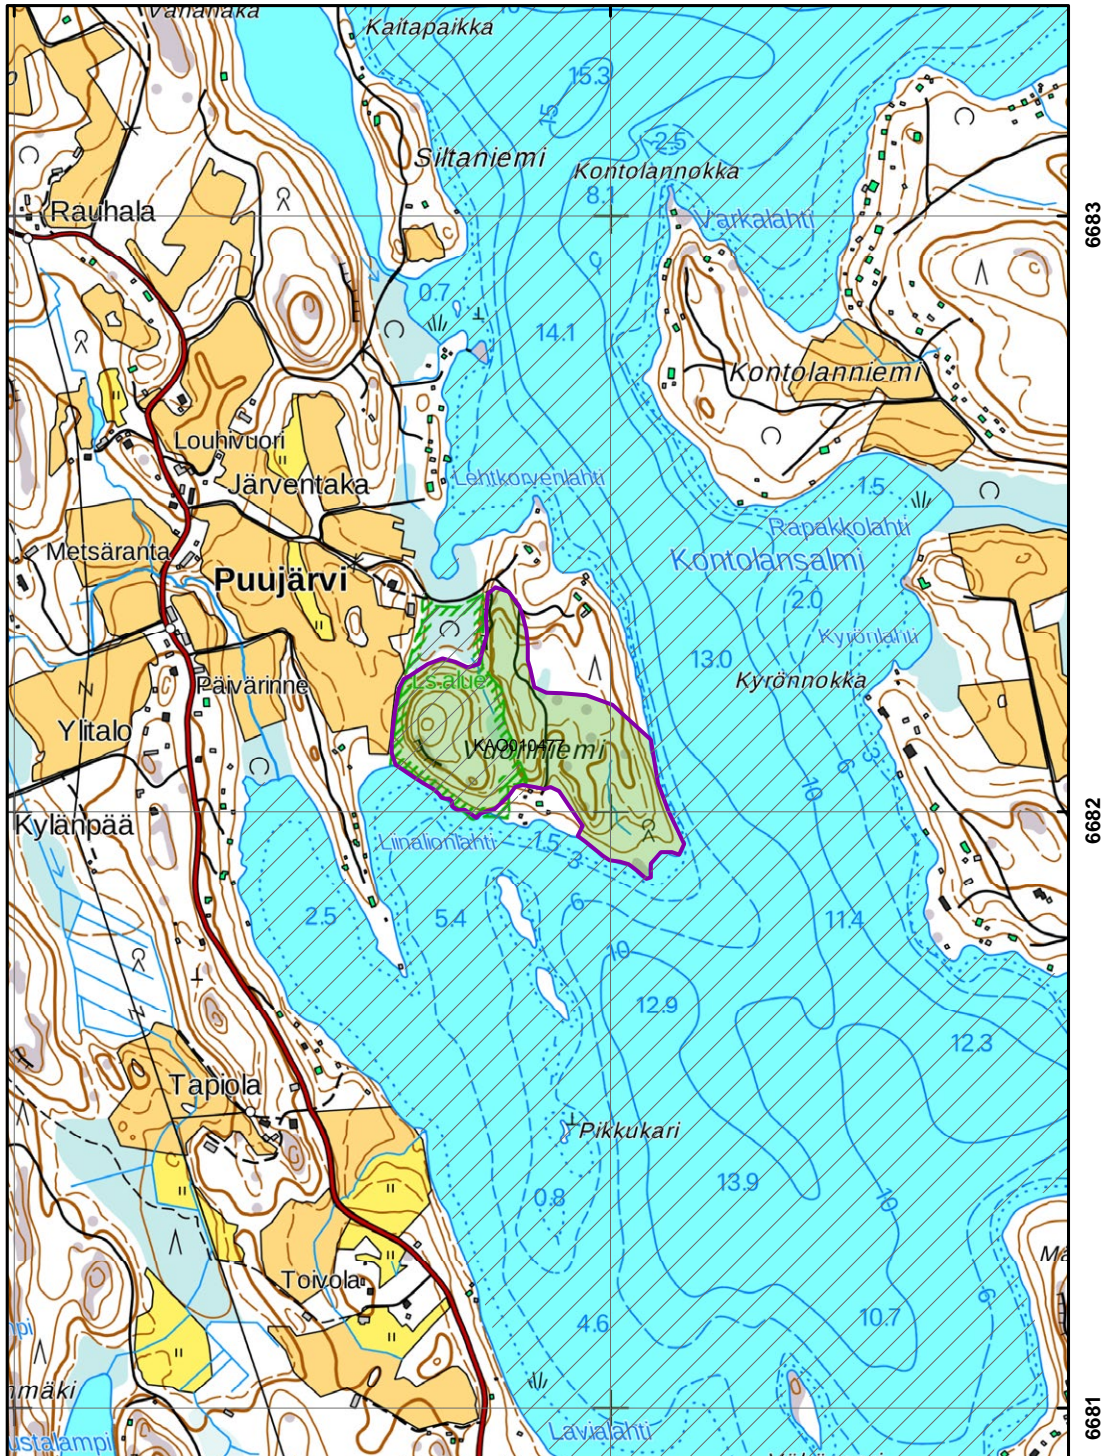 Vanhanaka
Kaitapaikka
15.3
15
2.5
Siltaniemi
Kontolannokka
8.1
Rauhala
Varkalahti
6683
0.7
14.1
Kontolanniemi
Louhivuori
Järventaka
Lehtkorvenlahti
1.5
Rapakkolahti
Metsäranta
Kontolansalmi
Puujärvi
2.0
Kyrönlahti
13.0
Päivärinne
Ls.alue
Kyrönnokka
Ylitalo
KAO010477
Vuohiniemi
3
6
10
6682
Kylänpää
Liinalionlahti
1.5
3
2.5
5.4
6
11.4
10
12.9
12.3
Tapiola
Pikkukari
13.9
0.8
10
Toivola
6
4.6
10.7
Lavialahti
6681